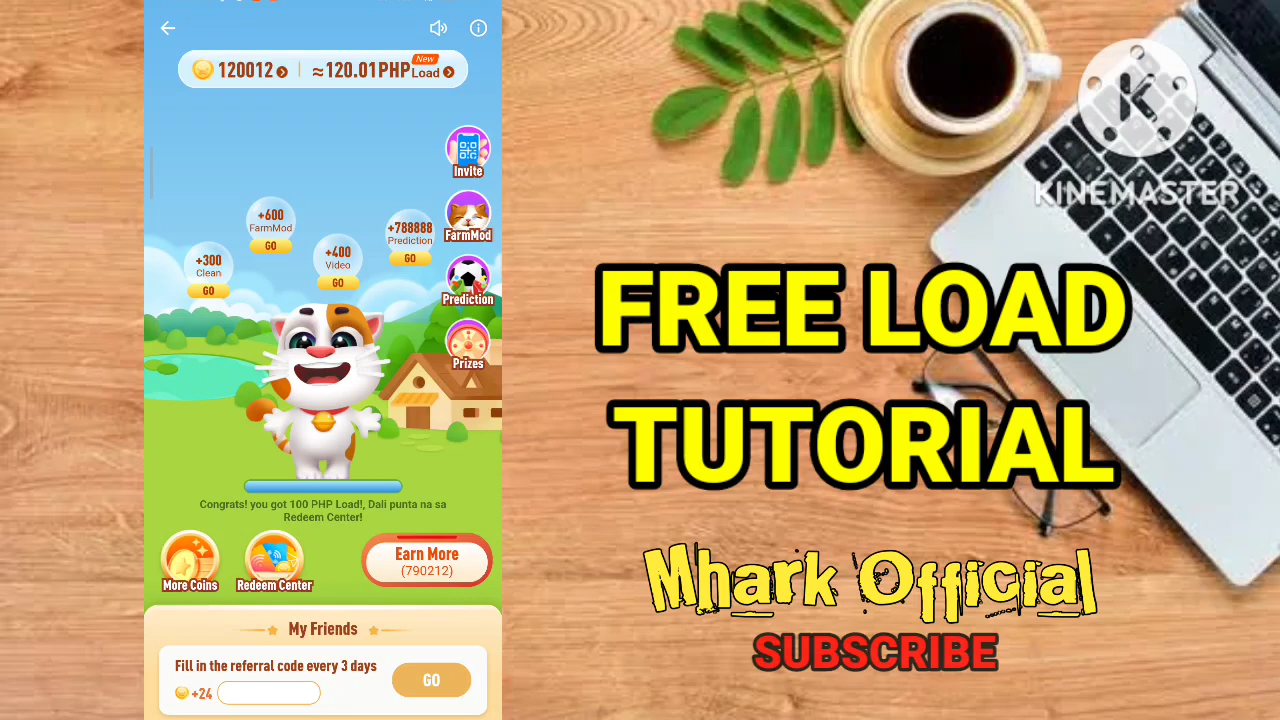 120012
≈120.01PHP
New
Load
Invite
+600
FarmMod
GO
FarmMod
+788888
Prediction
GO
+300
Clean
GO
+400
Video
GO
Prediction
Prizes
Congrats! you got 100 PHP Load!, Dali punta na sa
Redeem Center!
More Coins
Redeem Center
Earn More
(790212)
My Friends
Fill in the referral code every 3 days
+24
GO
K
KINEMASTER
FREE LOAD
TUTORIAL
Mhark Official
SUBSCRIBE